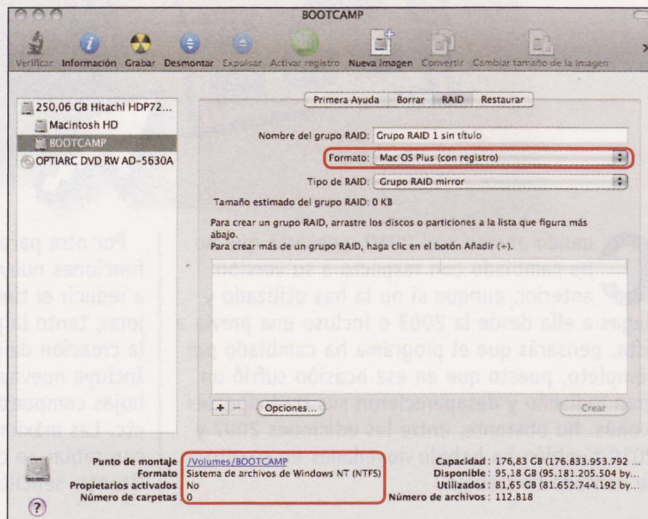 BOOTCAMP
Verificar Información Grabar Desmontar Expulsar Activar registro Nueva imagen Convertir Cambiar tamaño de la imagen
250,06 GB Hitachi HDP72...
Macintosh HD
BOOTCAMP
OPTIARC DVD RW AD-5630A
Primera Ayuda Borrar RAID Restaurar
Nombre del grupo RAID: Grupo RAID 1 sin título
Formato: Mac OS Plus (con registro)
Tipo de RAID: Grupo RAID mirror
Tamaño estimado del grupo RAID: 0 KB
Para crear un grupo RAID, arrastre los discos o particiones a la lista que figura más
abajo.
Para crear más de un grupo RAID, haga clic en el botón Añadir (+).
+ - Opciones... Crear
Punto de montaje /Volumes/BOOTCAMP
Formato Sistema de archivos de Windows NT (NTFS)
Propietarios activados No
Número de carpetas 0
Capacidad : 176,83 GB (176.833.953.792 ...
Disponible : 95,18 GB (95.181.205.504 by...
Utilizados : 81,65 GB (81.652.744.192 by...
Número de archivos : 112.818
?